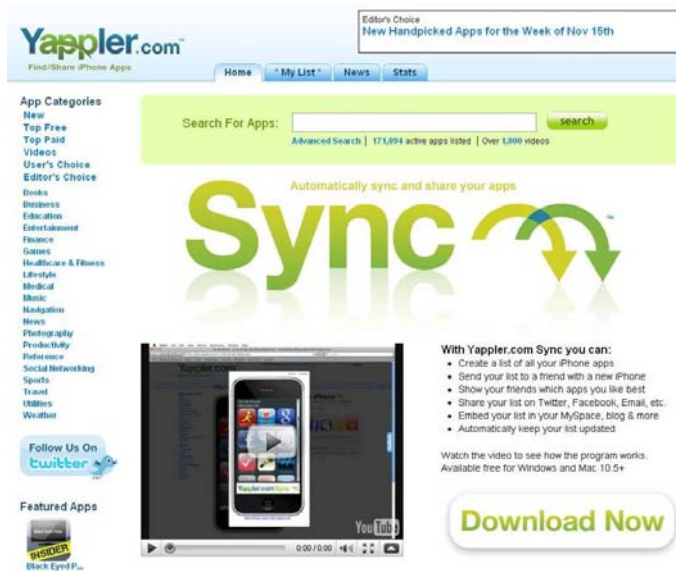 Yappler.com™
Find/Share iPhone Apps
Editor's Choice
New Handpicked Apps for the Week of Nov 15th
Home
* My List *
News
Stats
App Categories
New
Top Free
Top Paid
Videos
User's Choice
Editor's Choice
Books
Business
Education
Entertainment
Finance
Games
Healthcare & Fitness
Lifestyle
Medical
Music
Navigation
News
Photography
Productivity
Reference
Social Networking
Sports
Travel
Utilities
Weather
Follow Us On
twitter
Featured Apps
INSIDER
Black Eyed P...
Search For Apps:
search
Advanced Search | 171,894 active apps listed | Over 1,800 videos
Automatically sync and share your apps
Sync ™
Yappler.com
Yappler.com Sync
YouTube
0:00 / 0:00
With Yappler.com Sync you can:
• Create a list of all your iPhone apps
• Send your list to a friend with a new iPhone
• Show your friends which apps you like best
• Share your list on Twitter, Facebook, Email, etc.
• Embed your list in your MySpace, blog & more
• Automatically keep your list updated
Watch the video to see how the program works.
Available free for Windows and Mac 10.5+
Download Now